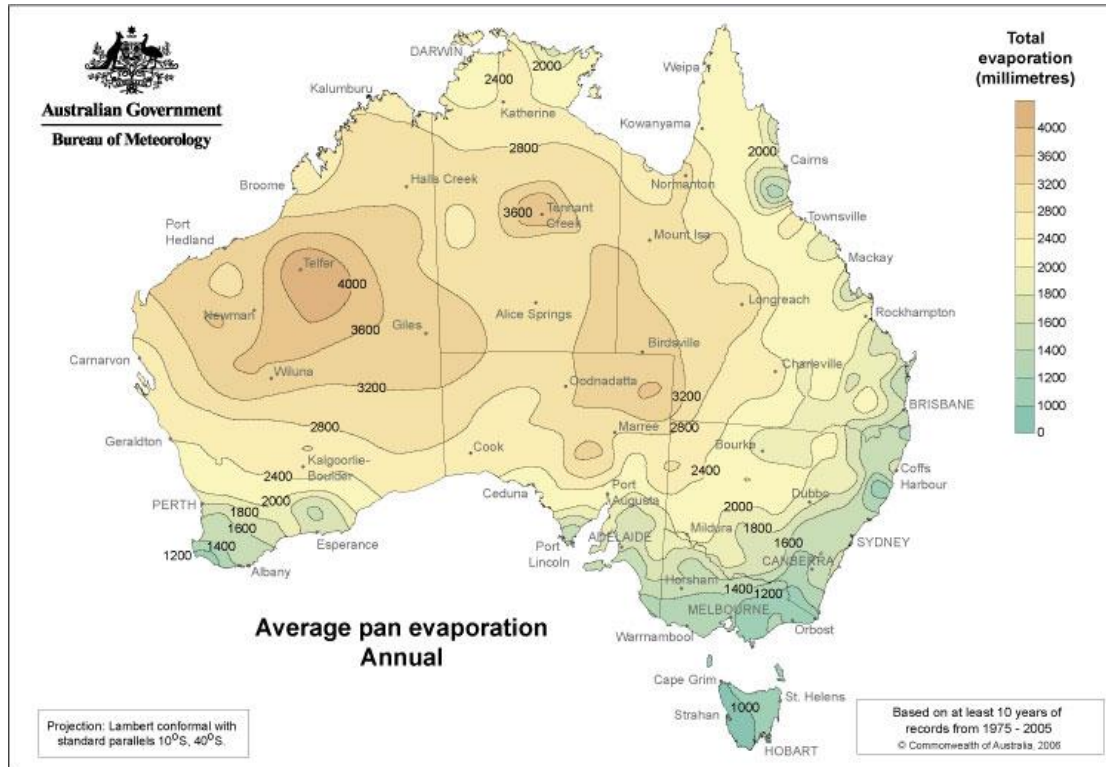 Australian Government
Bureau of Meteorology
Total
evaporation
(millimetres)
4000
3600
3200
2800
2400
2000
1800
1600
1400
1200
1000
0
DARWIN
2400
2000
Weipa
Kalumburu
Katherine
Kowanyama
2800
2000
Cairns
Halls Creek
Broome
Normanton
3600
Tennant
Creek
Townsville
Port
Hedland
Mount Isa
Mackay
Telfer
4000
Newman
Alice Springs
Longreach
Rockhampton
3600
Giles
Birdsville
Carnarvon
Charleville
Wiluna
3200
Oodnadatta
3200
BRISBANE
2800
Marree
2800
Geraldton
Cook
Bourke
Kalgoorlie-
Boulder
2400
Coffs
Harbour
2400
Ceduna
Port
Augusta
2000
PERTH
1800
2000
Dubbo
1600
Mildura
1800
1400
Esperance
ADELAIDE
1600
SYDNEY
1200
Albany
Port
Lincoln
CANBERRA
Horsham
1400
1200
MELBOURNE
Warrnambool
Orbost
Average pan evaporation
Annual
Cape Grim
St. Helens
1000
Strahan
HOBART
Projection: Lambert conformal with
standard parallels 10⁰S, 40⁰S.
Based on at least 10 years of
records from 1975 - 2005
© Commonwealth of Australia, 2006